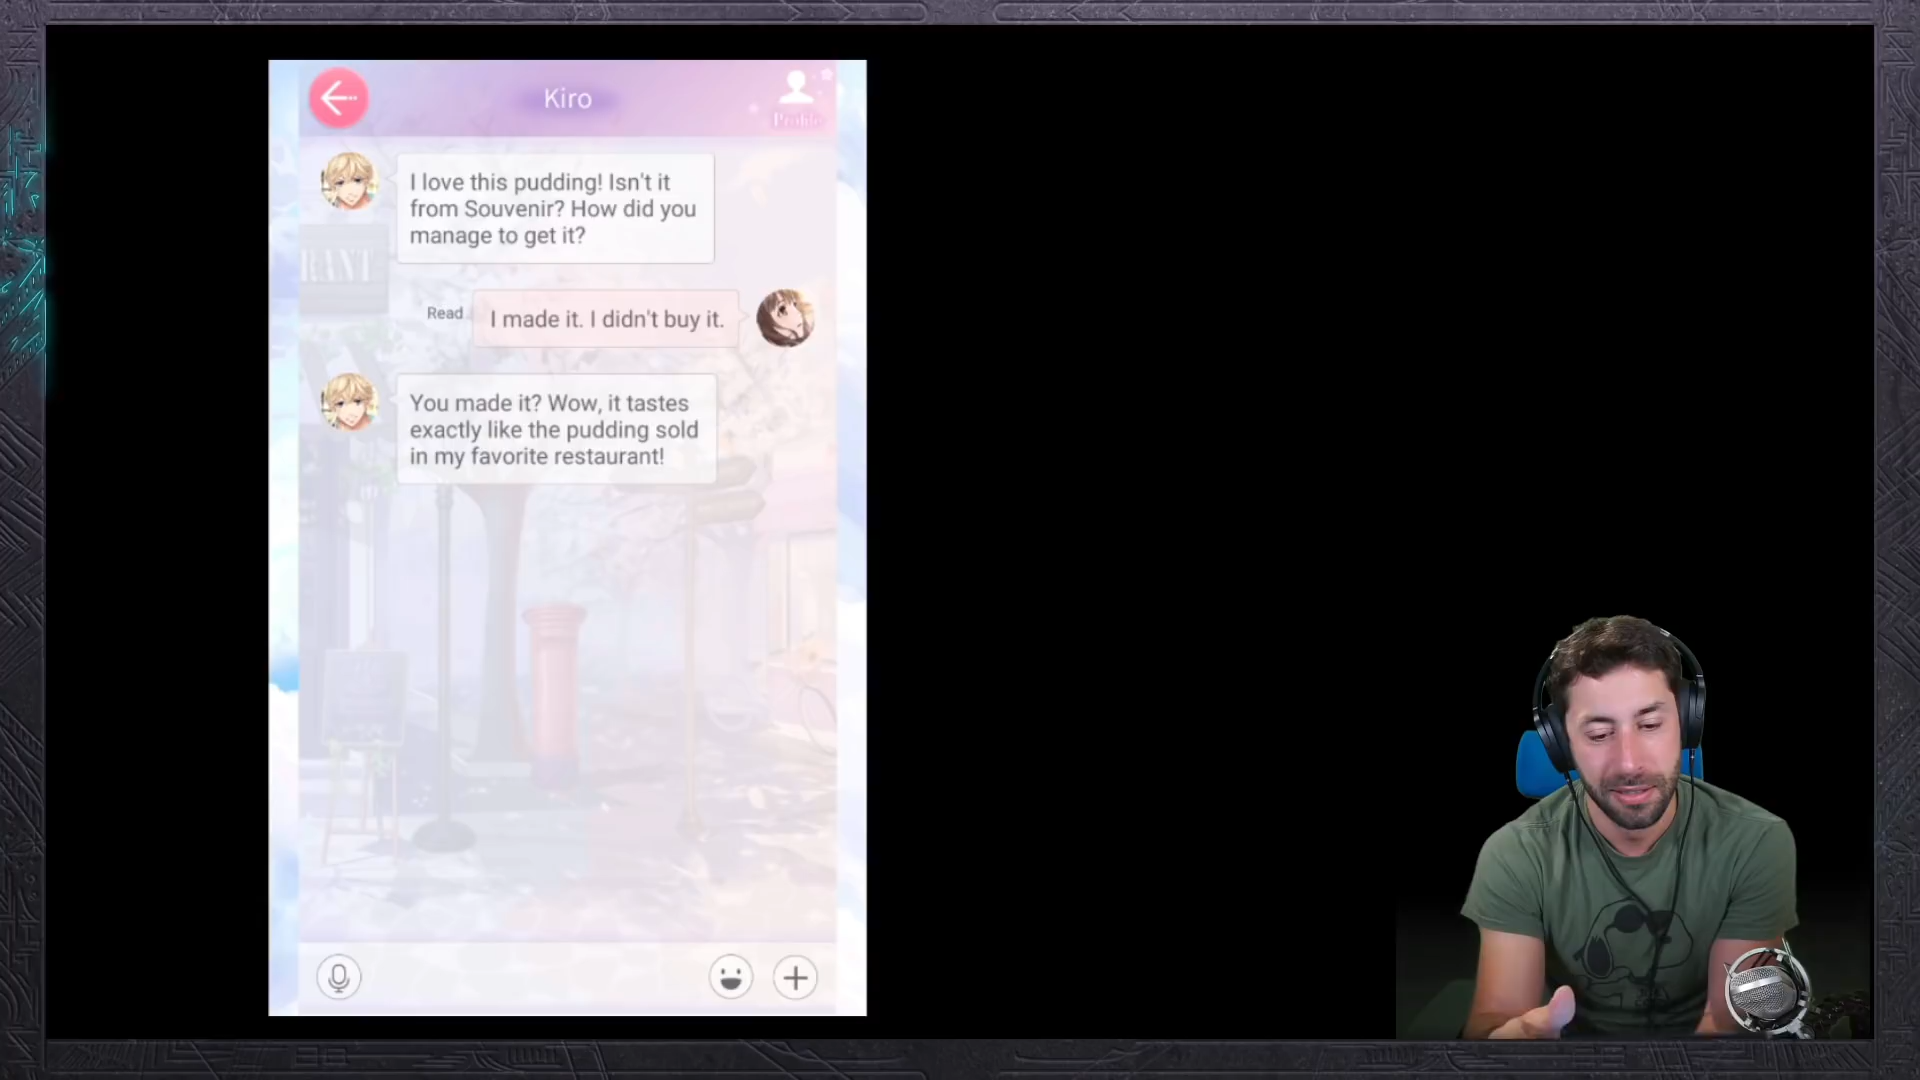 Kiro
Profile
I love this pudding! Isn't it
from Souvenir? How did you
manage to get it?
RANT
Read
I made it. I didn't buy it.
You made it? Wow, it tastes
exactly like the pudding sold
in my favorite restaurant!